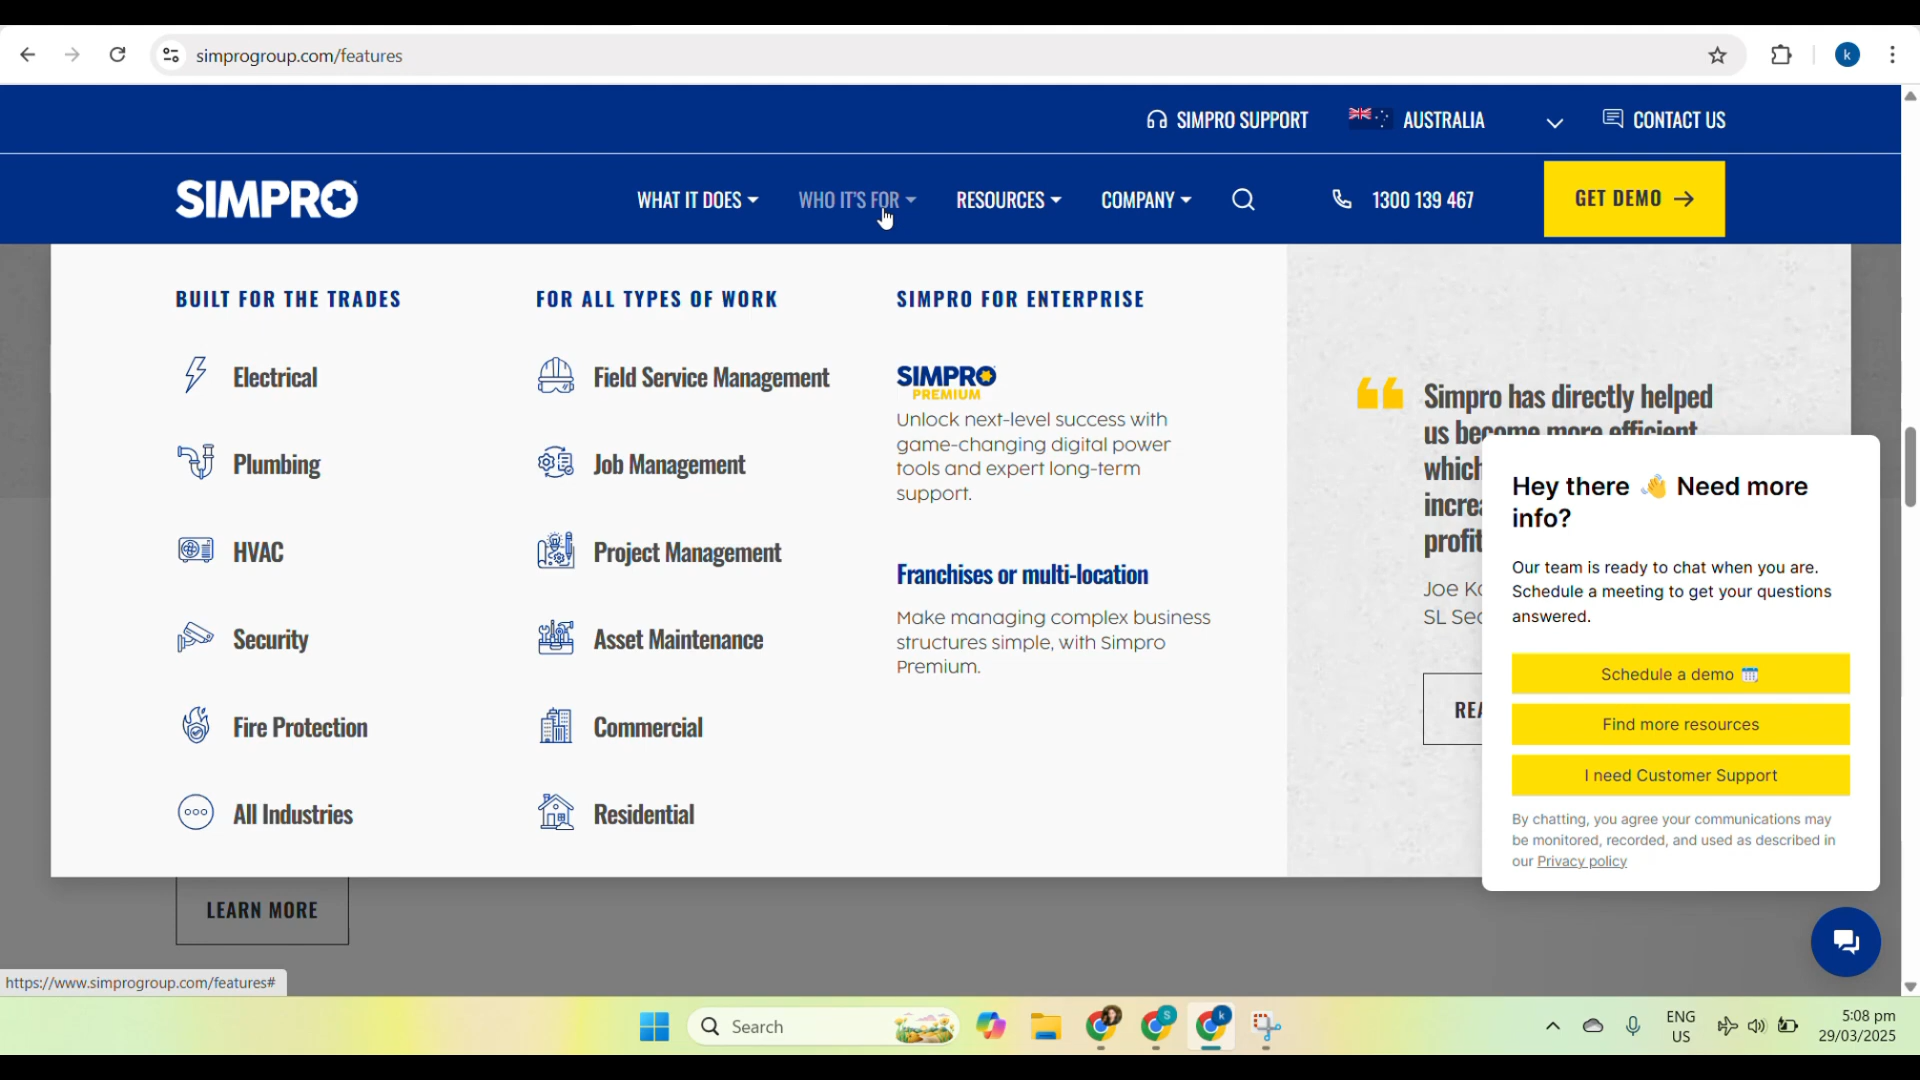 simprogroup.com/features
k
SIMPRO SUPPORT
AUSTRALIA
CONTACT US
SIMPRO
WHAT IT DOES
WHO IT'S FOR
RESOURCES
COMPANY
1300 139 467
GET DEMO
BUILT FOR THE TRADES
Electrical
Plumbing
HVAC
Security
Fire Protection
All Industries
FOR ALL TYPES OF WORK
Field Service Management
Job Management
Project Management
Asset Maintenance
Commercial
Residential
SIMPRO FOR ENTERPRISE
SIMPRO
PREMIUM
Unlock next-level success with
game-changing digital power
tools and expert long-term
support.
Franchises or multi-location
Make managing complex business
structures simple, with Simpro
Premium.
Simpro has directly helped
us become more efficient
which
profit
Joe
Hey there 👋 Need more
info?
Our team is ready to chat when you are.
Schedule a meeting to get your questions
answered.
Schedule a demo
Find more resources
I need Customer Support
By chatting, you agree your communications may
be monitored, recorded, and used as described in
our Privacy policy
LEARN MORE
https://www.simprogroup.com/features#
Search
S
k
ENG
US
5:08 pm
29/03/2025